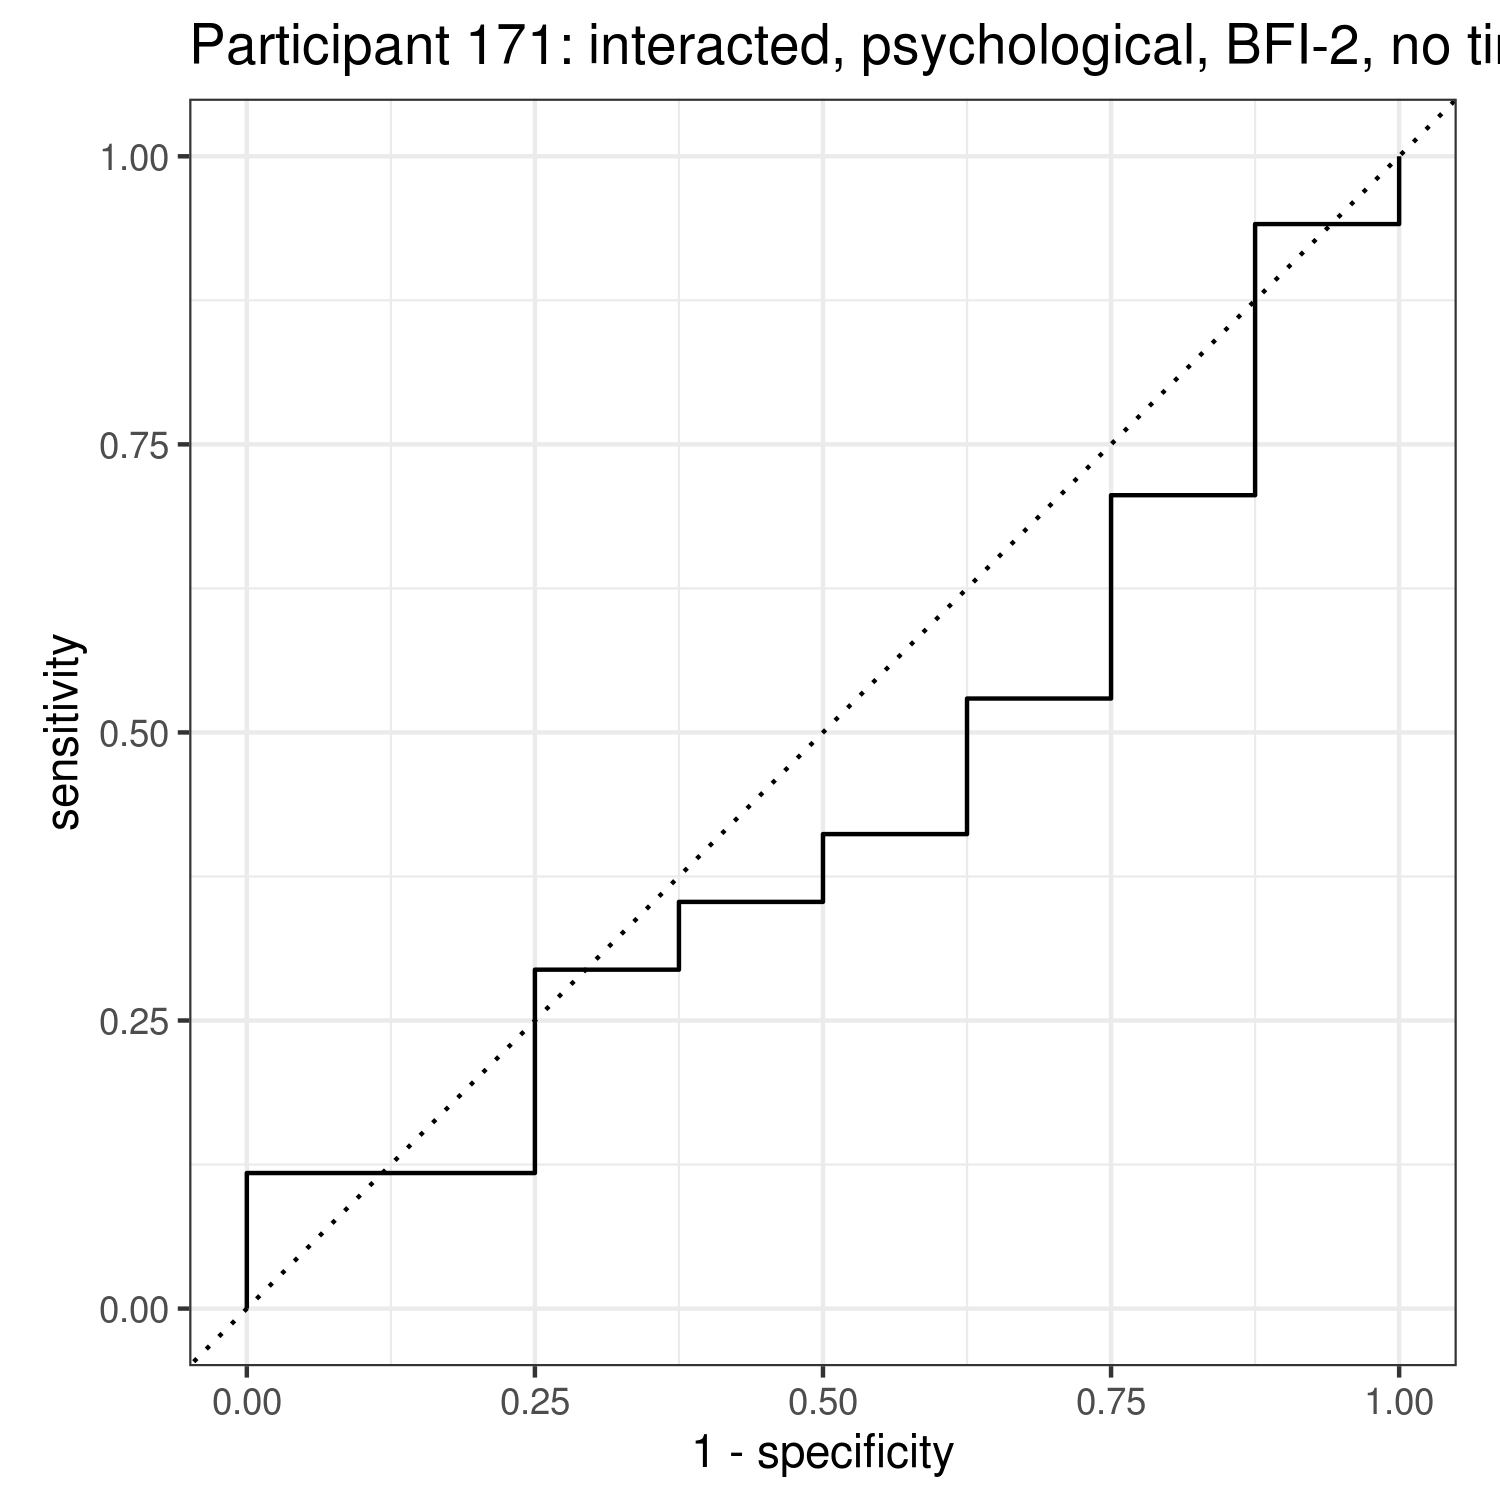 Participant 171: interacted, psychological, BFI-2, no
1.00
0.75
0.50
0.25
0.00
sensitivity
0.00 0.25 0.50 0.75 1.00
1 - specificity